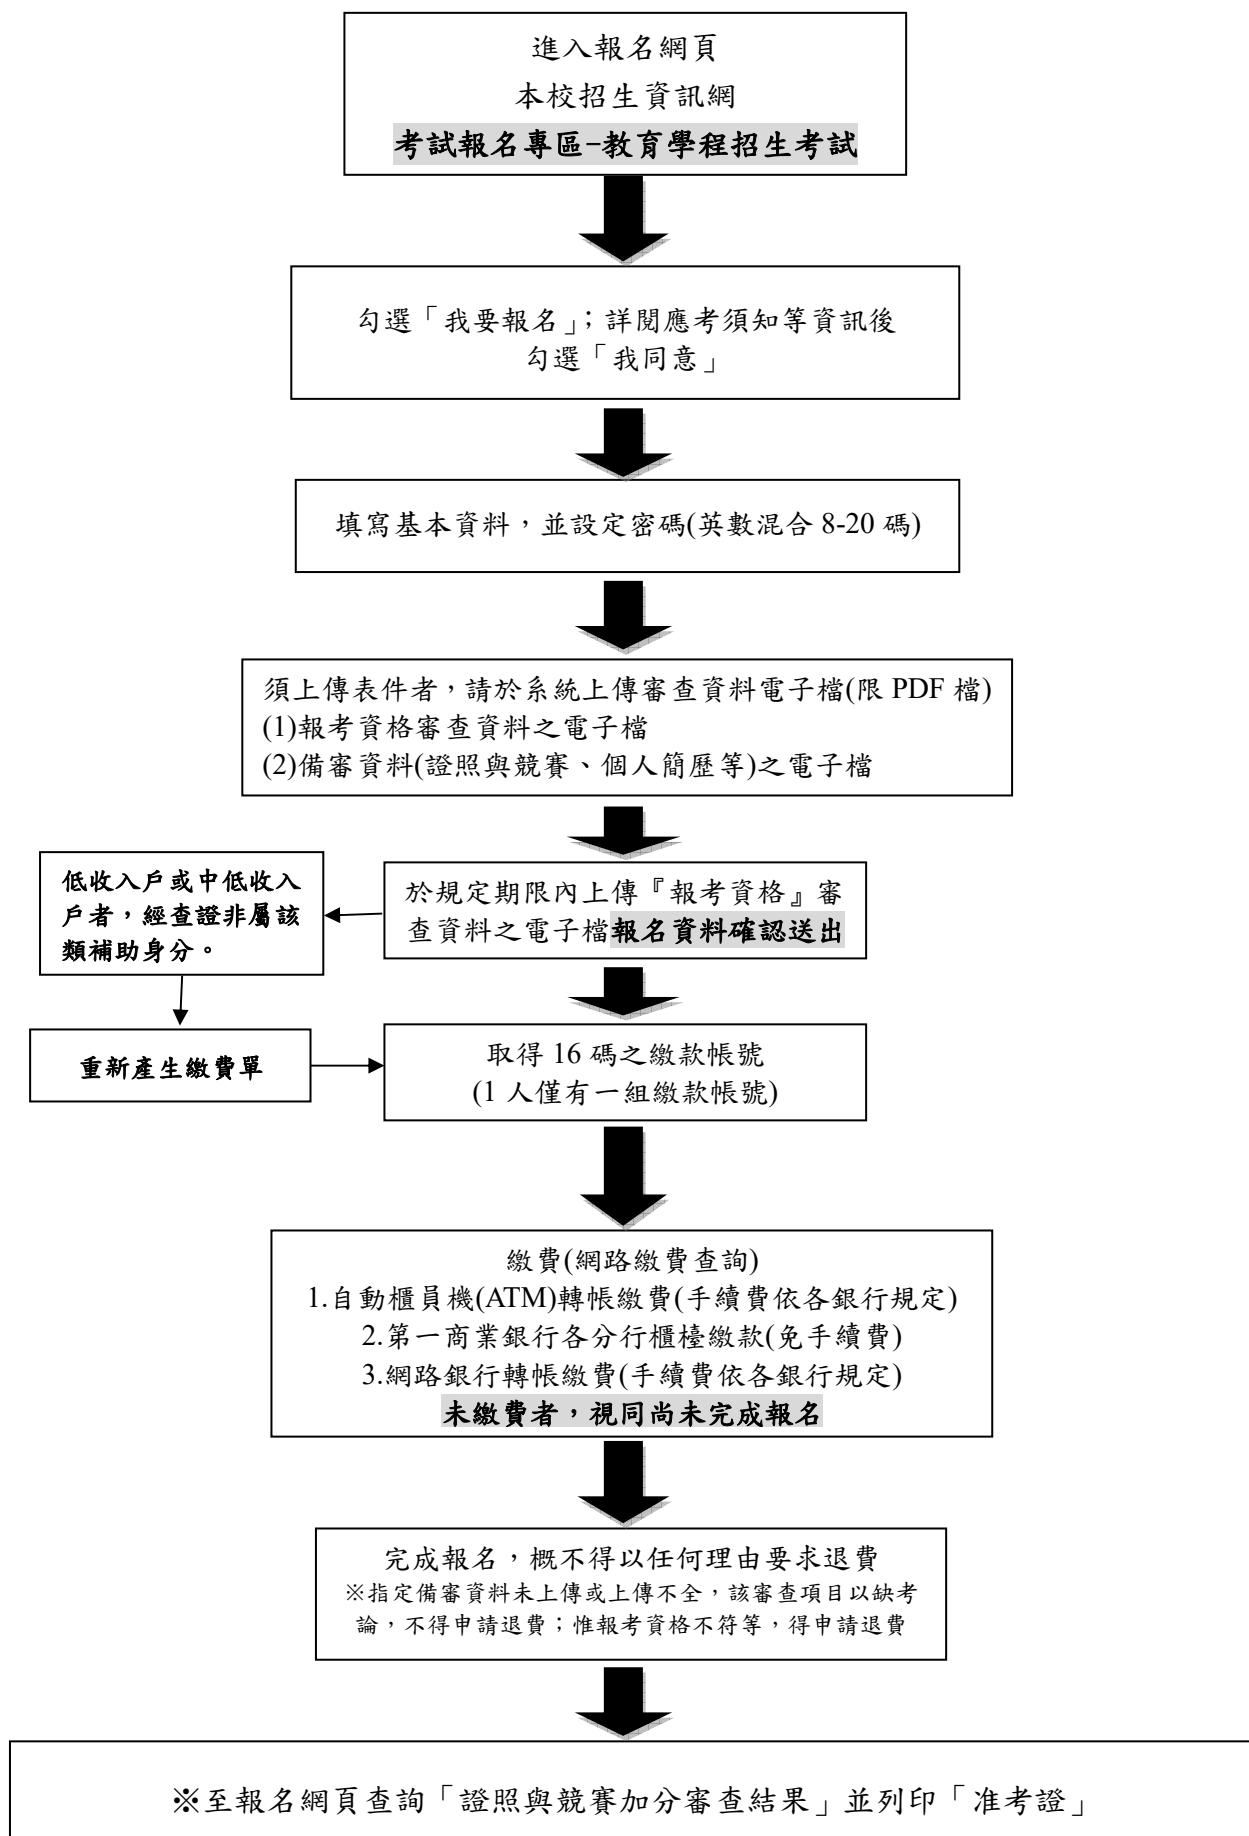 進入報名網頁
本校招生資訊網
考試報名專區-教育學程招生考試
勾選「我要報名」；詳閱應考須知等資訊後
勾選「我同意」
填寫基本資料，並設定密碼(英數混合 8-20 碼)
須上傳表件者，請於系統上傳審查資料電子檔(限 PDF 檔)
(1)報考資格審查資料之電子檔
(2)備審資料(證照與競賽、個人簡歷等)之電子檔
於規定期限內上傳『報考資格』審
查資料之電子檔報名資料確認送出
低收入戶或中低收入
戶者，經查證非屬該
類補助身分。
重新產生繳費單
取得 16 碼之繳款帳號
(1 人僅有一組繳款帳號)
繳費(網路繳費查詢)
1.自動櫃員機(ATM)轉帳繳費(手續費依各銀行規定)
2.第一商業銀行各分行櫃檯繳款(免手續費)
3.網路銀行轉帳繳費(手續費依各銀行規定)
未繳費者，視同尚未完成報名
完成報名，概不得以任何理由要求退費
※指定備審資料未上傳或上傳不全，該審查項目以缺考
論，不得申請退費；惟報考資格不符等，得申請退費
※至報名網頁查詢「證照與競賽加分審查結果」並列印「准考證」